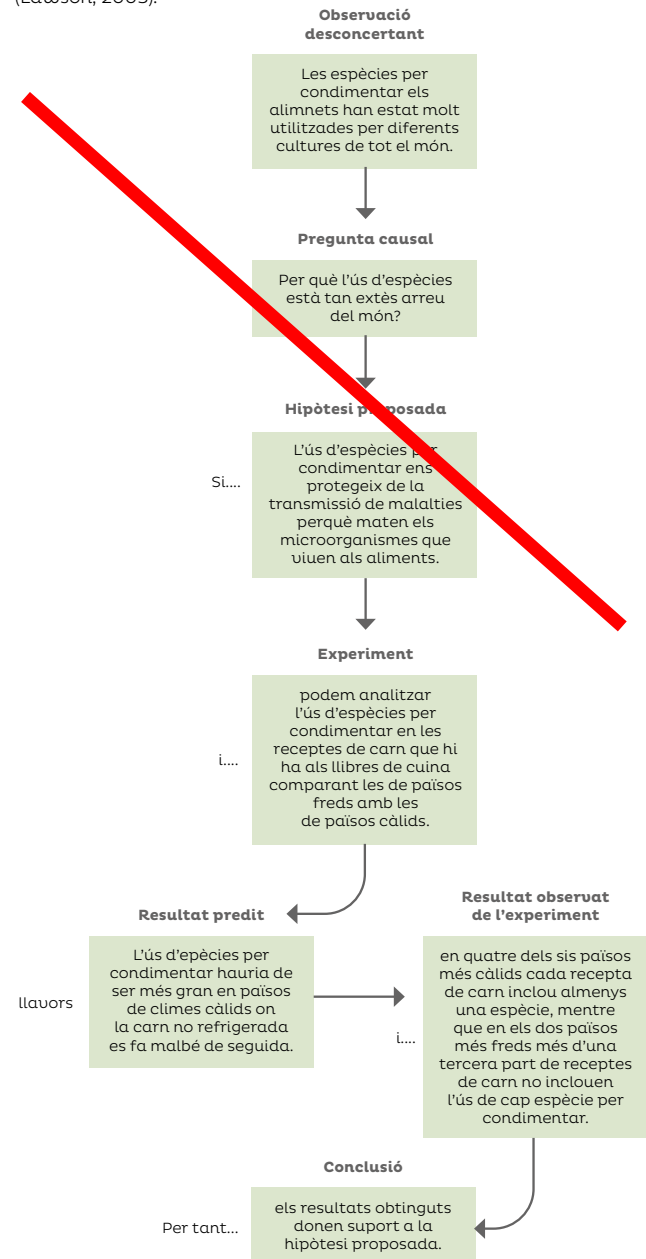 (Lawson, 2005).
Observació
desconcertant
Les espècies per
condimentar els
alimnets han estat molt
utilitzades per diferents
cultures de tot el món.
Pregunta causal
Per què l'ús d'espècies
està tan extès arreu
del món?
Hipòtesi proposada
Si....
L'ús d'espècies per
condimentar ens
protegeix de la
transmissió de malalties
perquè maten els
microorganismes que
viuen als aliments.
Experiment
i....
podem analitzar
l'ús d'espècies per
condimentar en les
receptes de carn que hi
ha als llibres de cuina
comparant les de països
freds amb les
de països càlids.
Resultat predit
llavors
L'ús d'epècies per
condimentar hauria de
ser més gran en països
de climes càlids on
la carn no refrigerada
es fa malbé de seguida.
Resultat observat
de l'experiment
i....
en quatre dels sis països
més càlids cada recepta
de carn inclou almenys
una espècie, mentre
que en els dos països
més freds més d'una
tercera part de receptes
de carn no inclouen
l'ús de cap espècie per
condimentar.
Conclusió
Per tant...
els resultats obtinguts
donen suport a la
hipòtesi proposada.